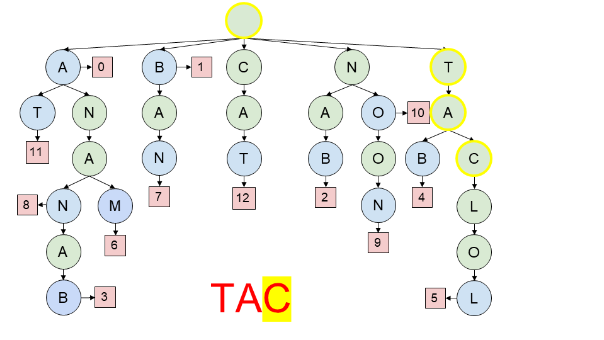 A 0 B 1 C N T
T N A A A O 10 A
11 A N T B O B C
8 N M 7 12 2 N 4 L
A 6 9 O
B 3 5 L
TAC